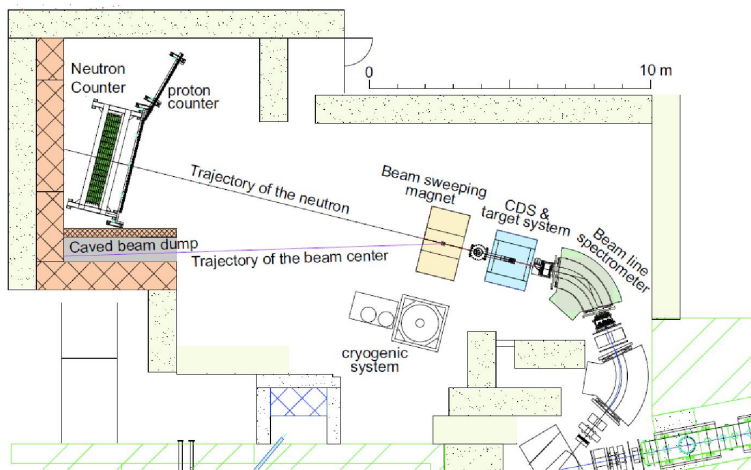 Neutron
Counter
proton
counter
0
10 m
Trajectory of the neutron
Beam sweeping
magnet
CDS &
target system
Beam line
spectrometer
Caved beam dump
Trajectory of the beam center
cryogenic
system